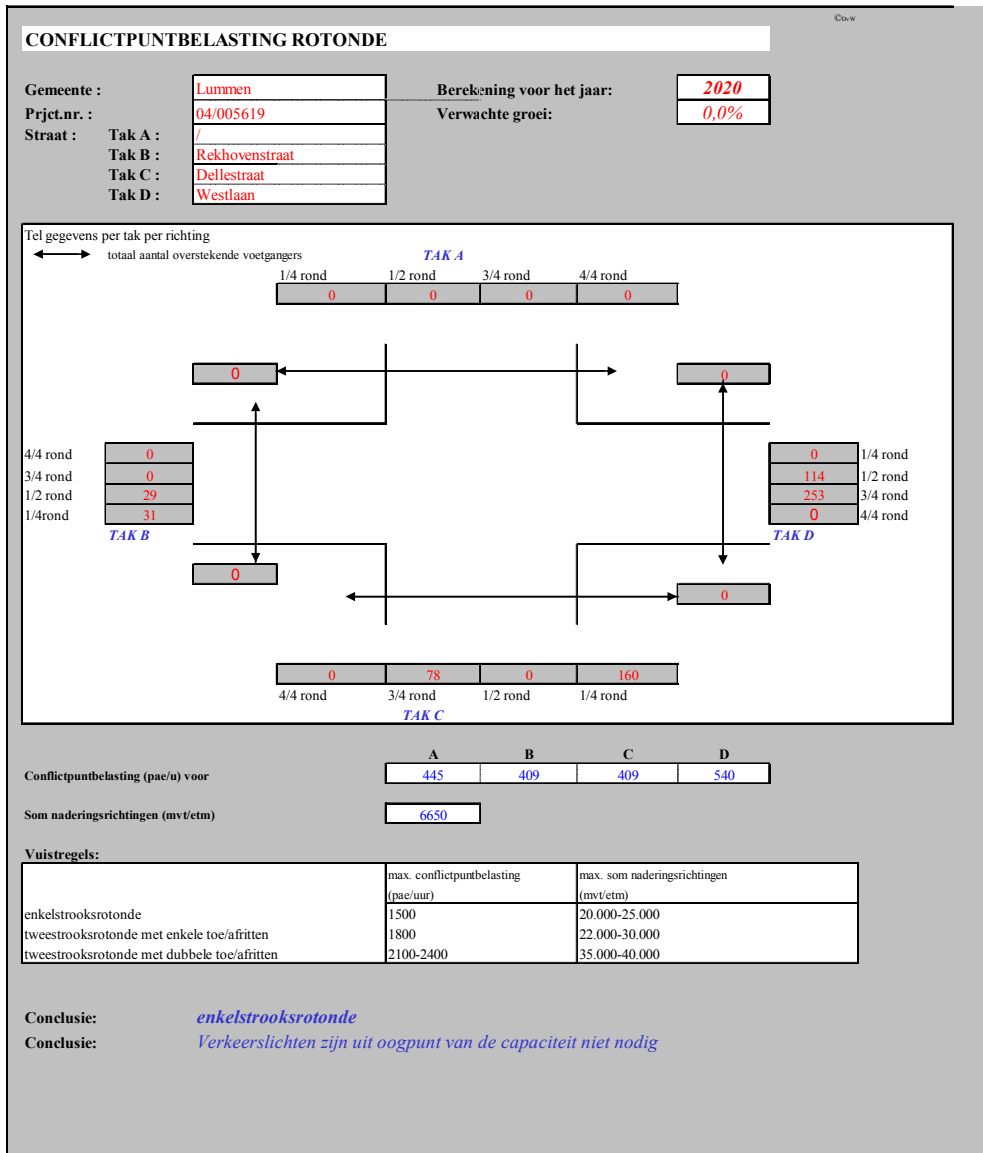 ©DvW
CONFLICTPUNTBELASTING ROTONDE
Gemeente : Lummen Berekening voor het jaar: 2020
Prjct.nr. : 04/005619 Verwachte groei: 0,0%
Straat : Tak A : /
Tak B : Rekhovenstraat
Tak C : Dellestraat
Tak D : Westlaan
Tel gegevens per tak per richting
totaal aantal overstekende voetgangers TAK A
1/4 rond 1/2 rond 3/4 rond 4/4 rond
0 0 0 0
0 0
4/4 rond 0 0 1/4 rond
3/4 rond 0 114 1/2 rond
1/2 rond 29 253 3/4 rond
1/4rond 31 0 4/4 rond
TAK B TAK D
0 0
0 78 0 160
4/4 rond 3/4 rond 1/2 rond 1/4 rond
TAK C
A B C D
Conflictpuntbelasting (pae/u) voor 445 409 409 540
Som naderingsrichtingen (mvt/etm) 6650
Vuistregels:
max. conflictpuntbelasting max. som naderingsrichtingen
(pae/uur) (mvt/etm)
enkelstrooksrotonde 1500 20.000-25.000
tweestrooksrotonde met enkele toe/afritten 1800 22.000-30.000
tweestrooksrotonde met dubbele toe/afritten 2100-2400 35.000-40.000
Conclusie: enkelstrooksrotonde
Conclusie: Verkeerslichten zijn uit oogpunt van de capaciteit niet nodig